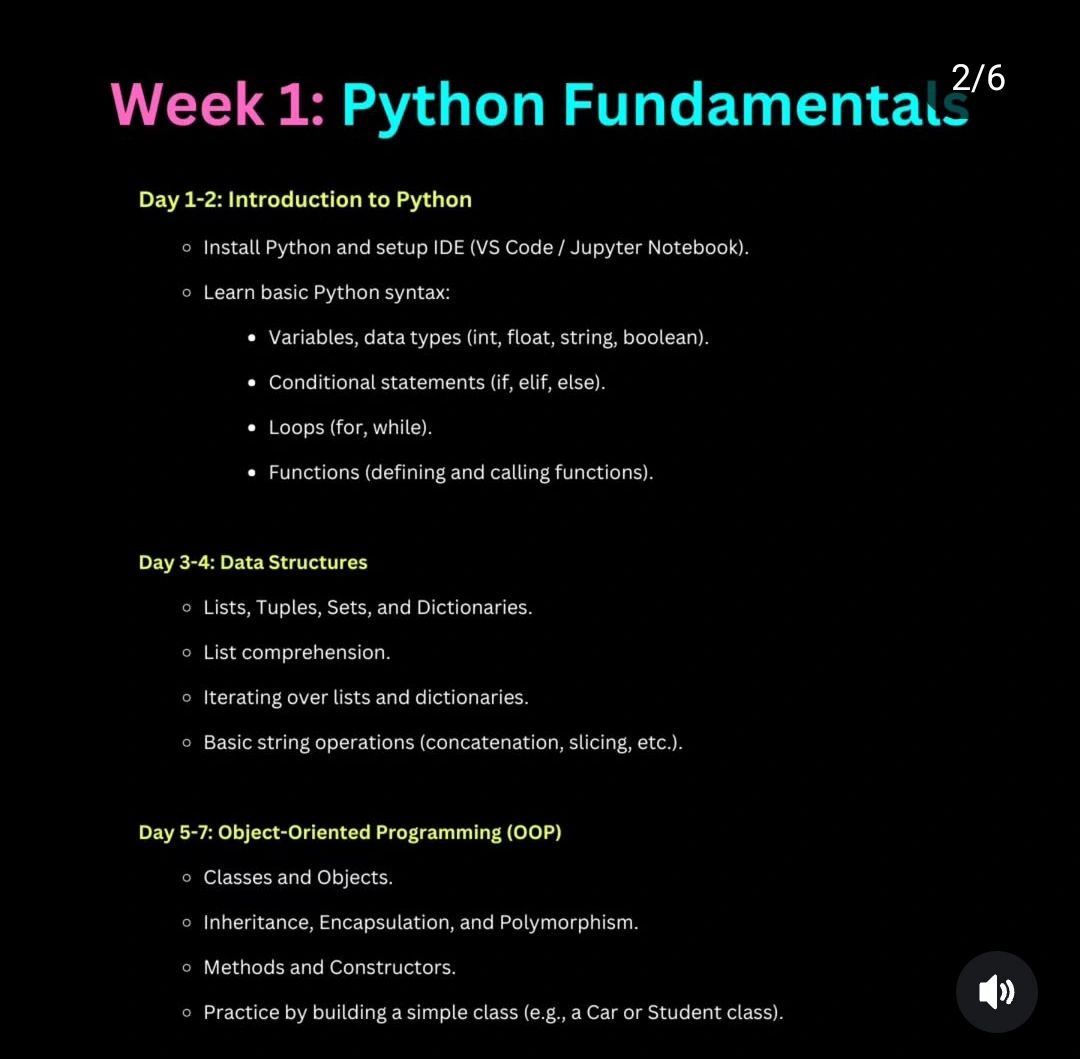 2/6
Week 1: Python Fundamentals
Day 1-2: Introduction to Python
Install Python and setup IDE (VS Code / Jupyter Notebook).
Learn basic Python syntax:
Variables, data types (int, float, string, boolean).
Conditional statements (if, elif, else).
Loops (for, while).
Functions (defining and calling functions).
Day 3-4: Data Structures
Lists, Tuples, Sets, and Dictionaries.
List comprehension.
Iterating over lists and dictionaries.
Basic string operations (concatenation, slicing, etc.).
Day 5-7: Object-Oriented Programming (OOP)
Classes and Objects.
Inheritance, Encapsulation, and Polymorphism.
Methods and Constructors.
Practice by building a simple class (e.g., a Car or Student class).